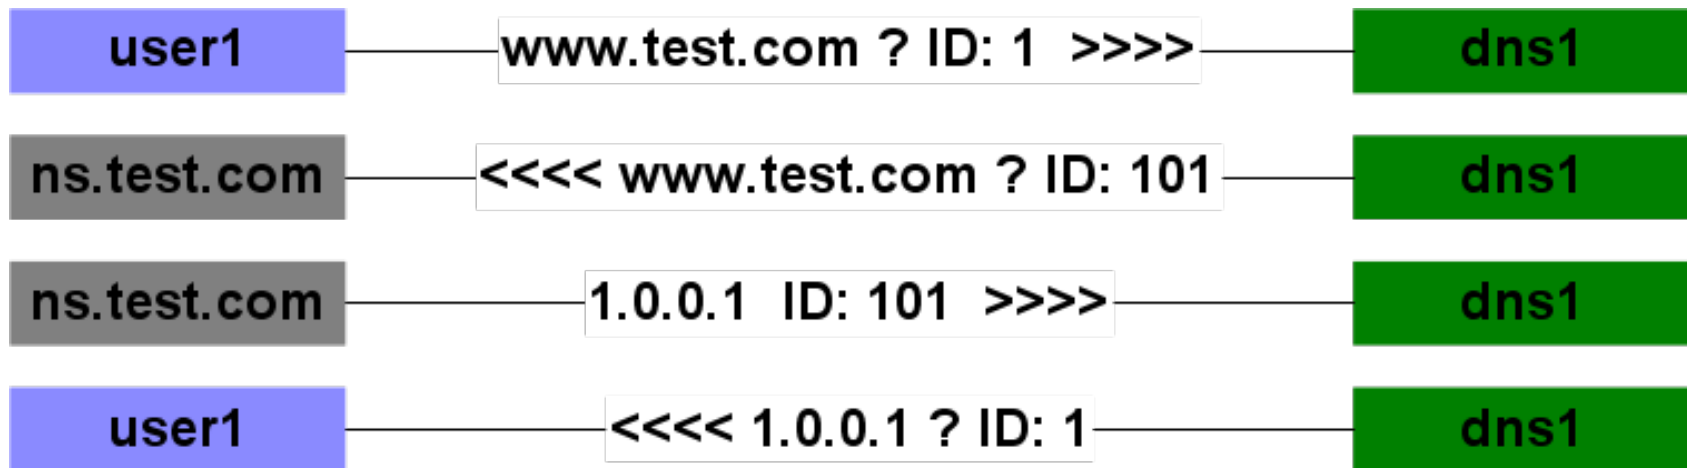 user1 www.test.com ? ID: 1 >>>> dns1
ns.test.com <<<< www.test.com ? ID: 101 dns1
ns.test.com 1.0.0.1 ID: 101 >>>> dns1
user1 <<<< 1.0.0.1 ? ID: 1 dns1